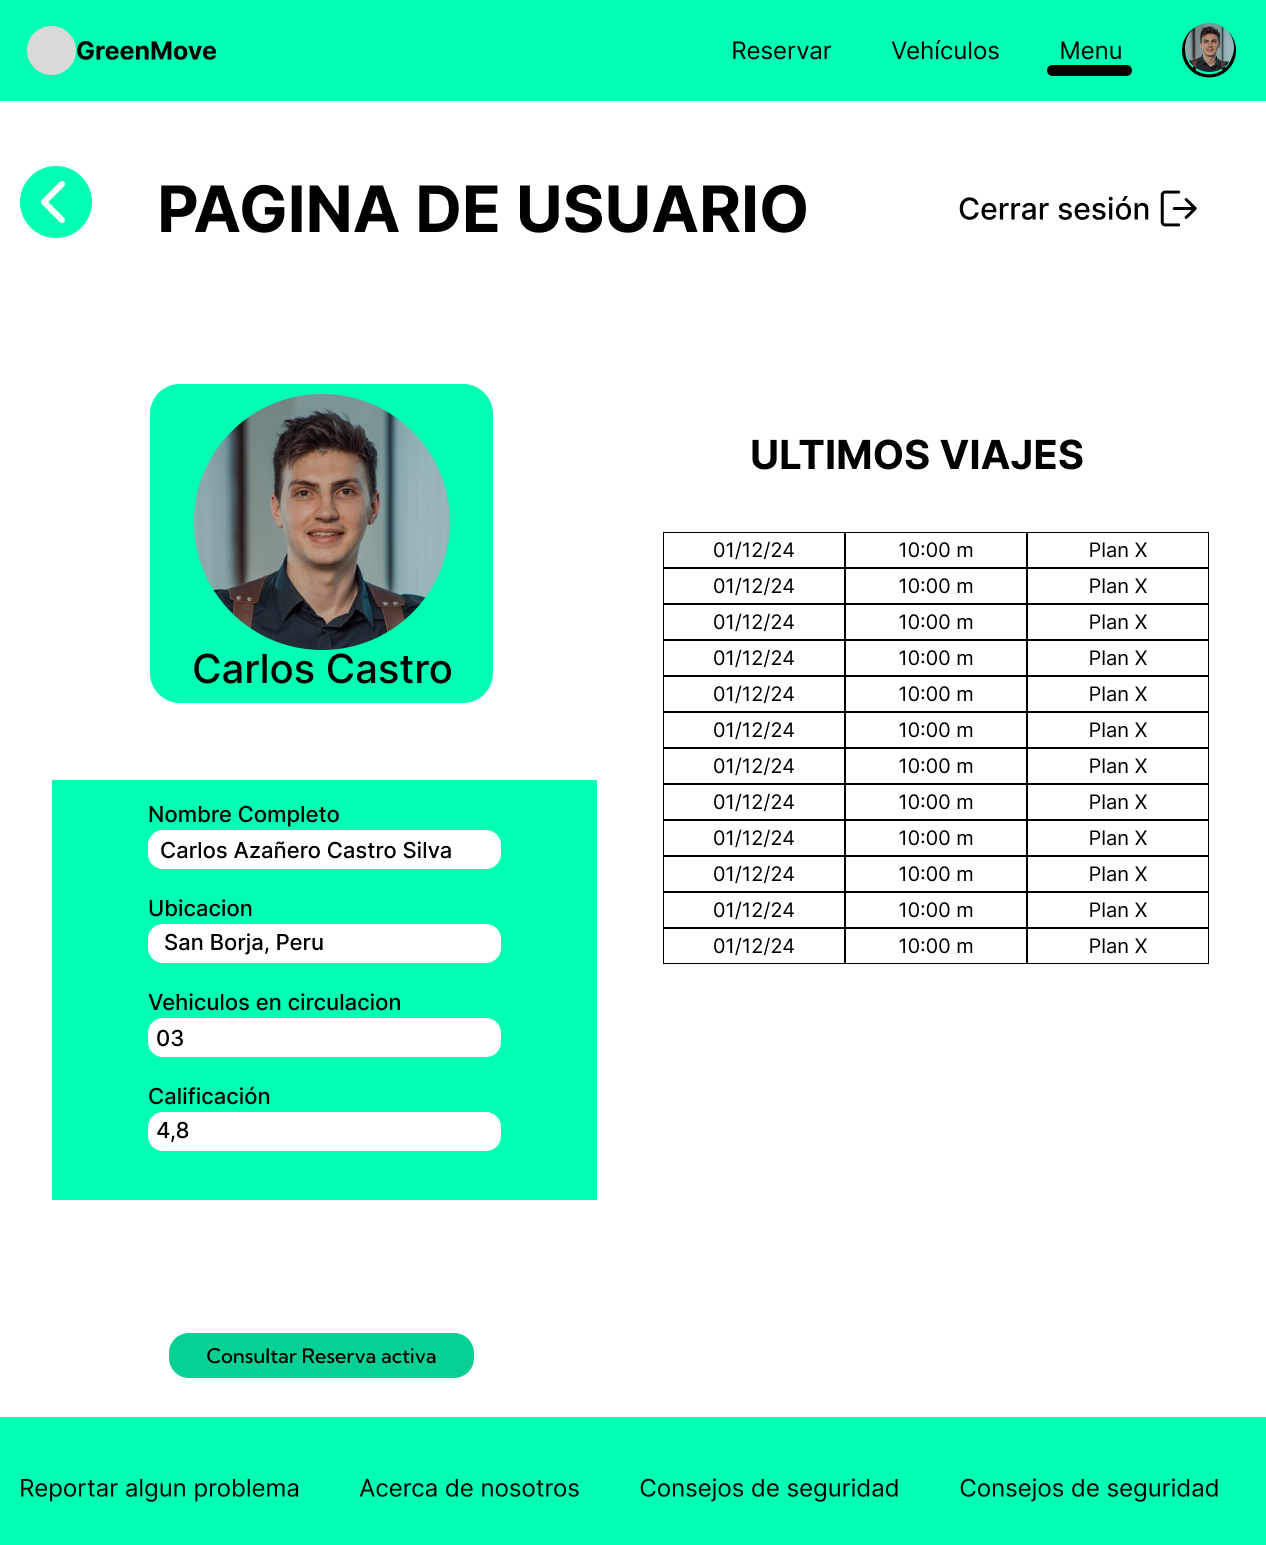 GreenMove
Reservar
Vehículos
Menu
PAGINA DE USUARIO
Cerrar sesión
Carlos Castro
Nombre Completo
Carlos Azañero Castro Silva
Ubicacion
San Borja, Peru
Vehiculos en circulacion
03
Calificación
4,8
Consultar Reserva activa
ULTIMOS VIAJES
01/12/24 10:00 m Plan X
01/12/24 10:00 m Plan X
01/12/24 10:00 m Plan X
01/12/24 10:00 m Plan X
01/12/24 10:00 m Plan X
01/12/24 10:00 m Plan X
01/12/24 10:00 m Plan X
01/12/24 10:00 m Plan X
01/12/24 10:00 m Plan X
01/12/24 10:00 m Plan X
01/12/24 10:00 m Plan X
01/12/24 10:00 m Plan X
Reportar algun problema
Acerca de nosotros
Consejos de seguridad
Consejos de seguridad